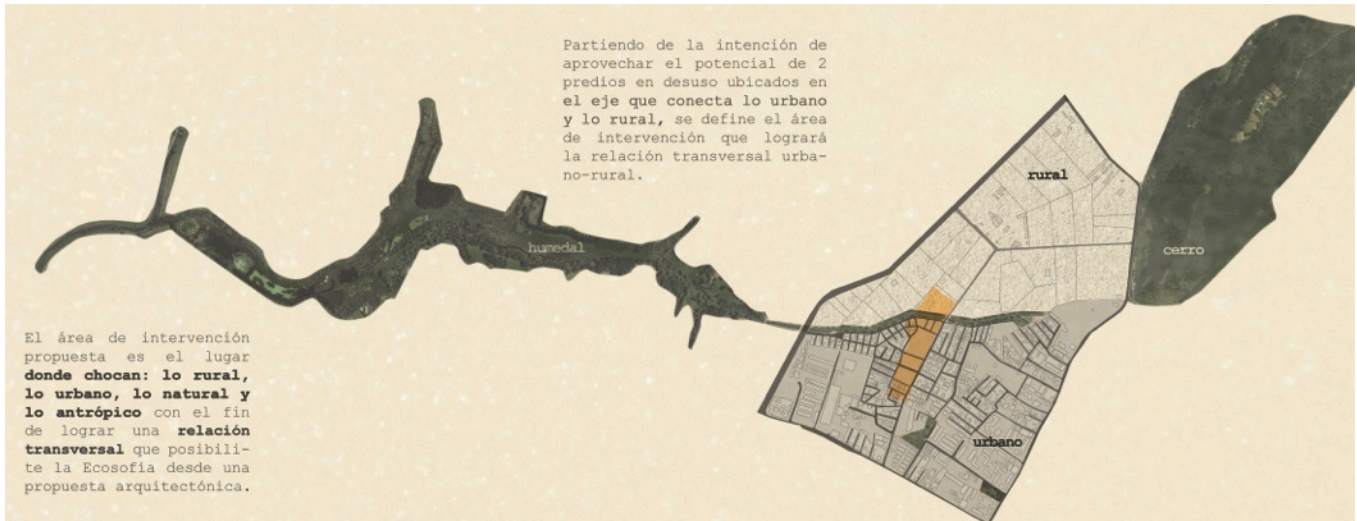 Partiendo de la intención de
aprovechar el potencial de 2
predios en desuso ubicados en
el eje que conecta lo urbano
y lo rural, se define el área
de intervención que logrará
la relación transversal urba-
no-rural.
rural
humedal
cerro
El área de intervención
propuesta es el lugar
donde chocan: lo rural,
lo urbano, lo natural y
lo antrópico con el fin
de lograr una relación
transversal que posibili-
te la Ecosofía desde una
propuesta arquitectónica.
urbano